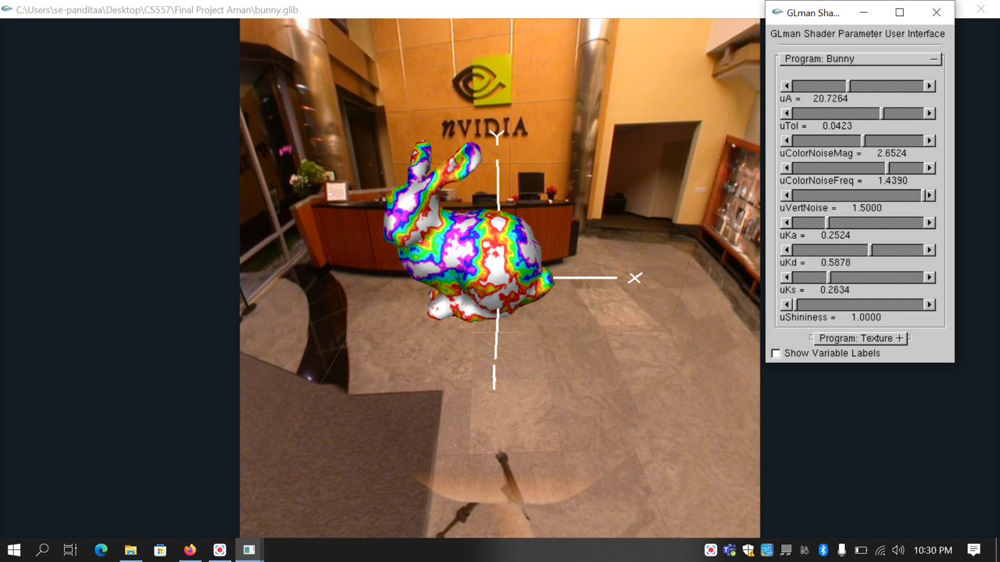 C:\Users\se-panditaa\Desktop\CS557\Final Project Aman\bunny.glib
GLman Sha...
GLman Shader Parameter User Interface
Program: Bunny
uA = 20.7264
uTol = 0.0423
uColorNoiseMag = 2.6524
uColorNoiseFreq = 1.4390
uVertNoise = 1.5000
uKa = 0.2524
uKd = 0.5878
uKs = 0.2634
uShininess = 1.0000
Program: Texture +
Show Variable Labels
nVIDIA
Y
X
10:30 PM